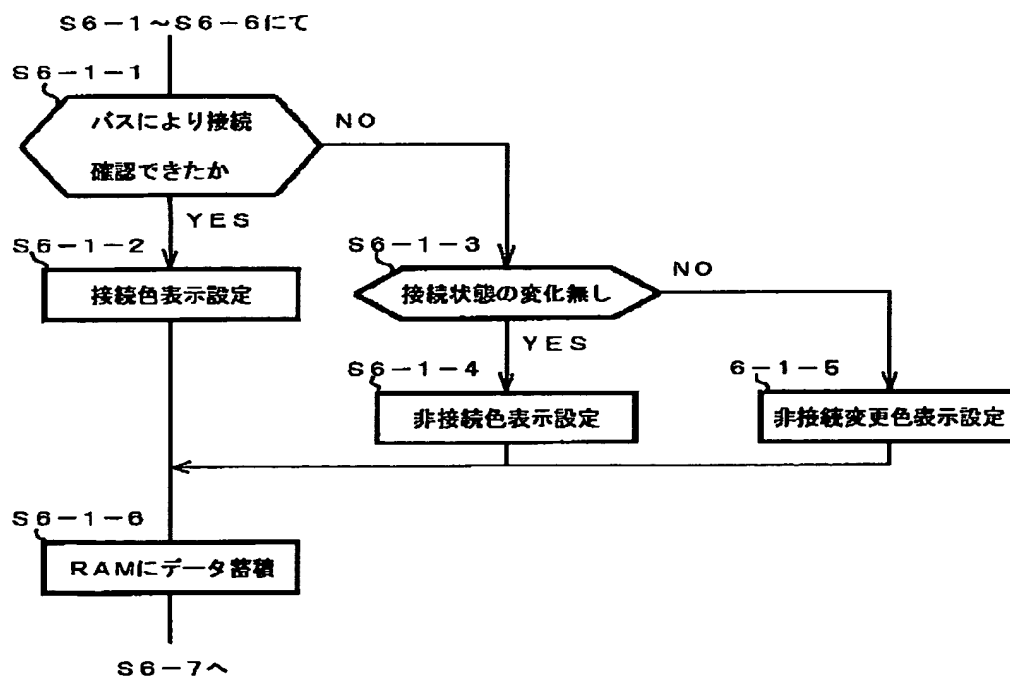 S6－1～S6－6にて
S6－1－1
バスにより接続
確認できたか
NO
YES
S6－1－2
接続色表示設定
S6－1－3
接続状態の変化無し
NO
YES
S6－1－4
非接続色表示設定
6－1－5
非接続変更色表示設定
S6－1－6
RAMにデータ蓄積
S6－7へ